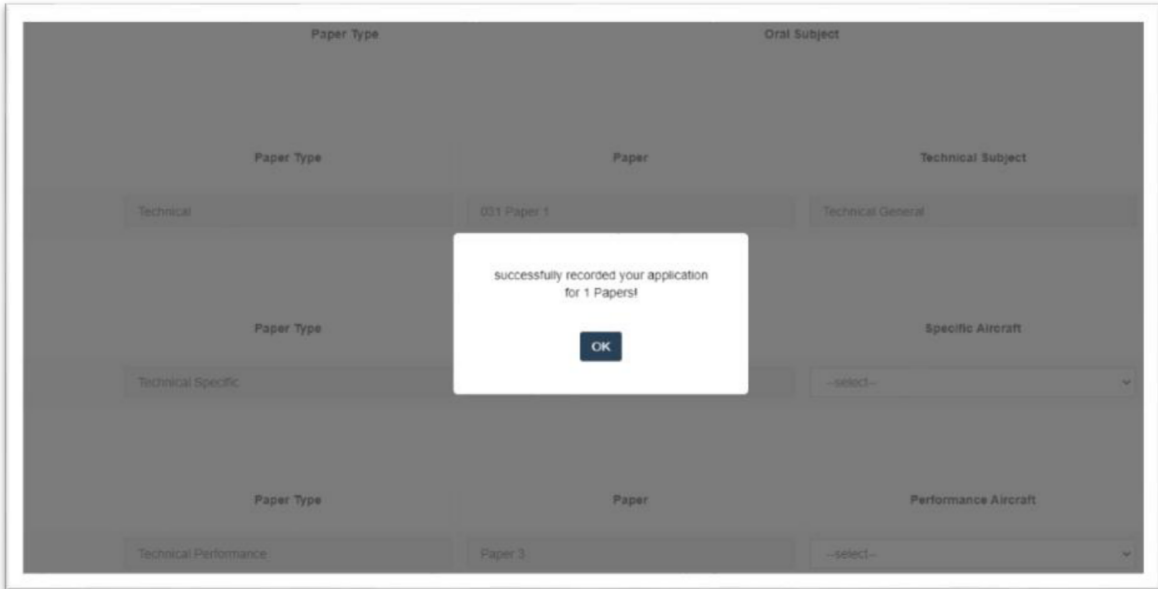 Paper Type Oral Subject
Paper Type Paper Technical Subject
Technical 031 Paper 1 Technical General
successfully recorded your application
for 1 Papers!
Paper Type Specific Aircraft
OK
Technical Specific --select--
Paper Type Paper Performance Aircraft
Technical Performance Paper 3 --select--